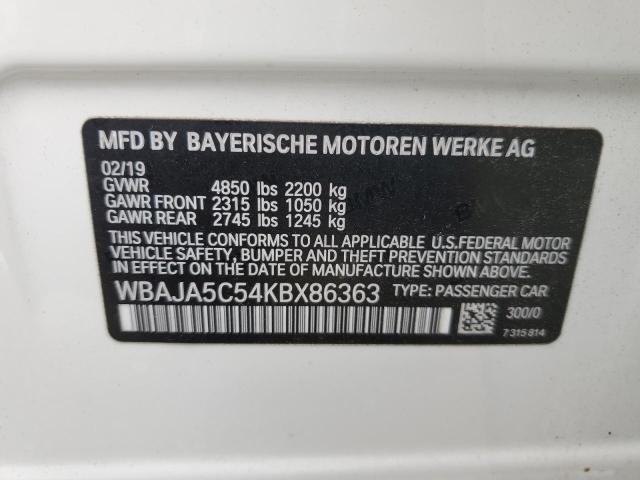 MFD BY BAYERISCHE MOTOREN WERKE AG
02/19
GVWR 4850 lbs 2200 kg
GAWR FRONT 2315 lbs 1050 kg
GAWR REAR 2745 lbs 1245 kg
THIS VEHICLE CONFORMS TO ALL APPLICABLE U.S.FEDERAL MOTOR
VEHICLE SAFETY, BUMPER AND THEFT PREVENTION STANDARDS
IN EFFECT ON THE DATE OF MANUFACTURE SHOWN ABOVE.
WBAJA5C54KBX86363 TYPE: PASSENGER CAR
300/0
7315814